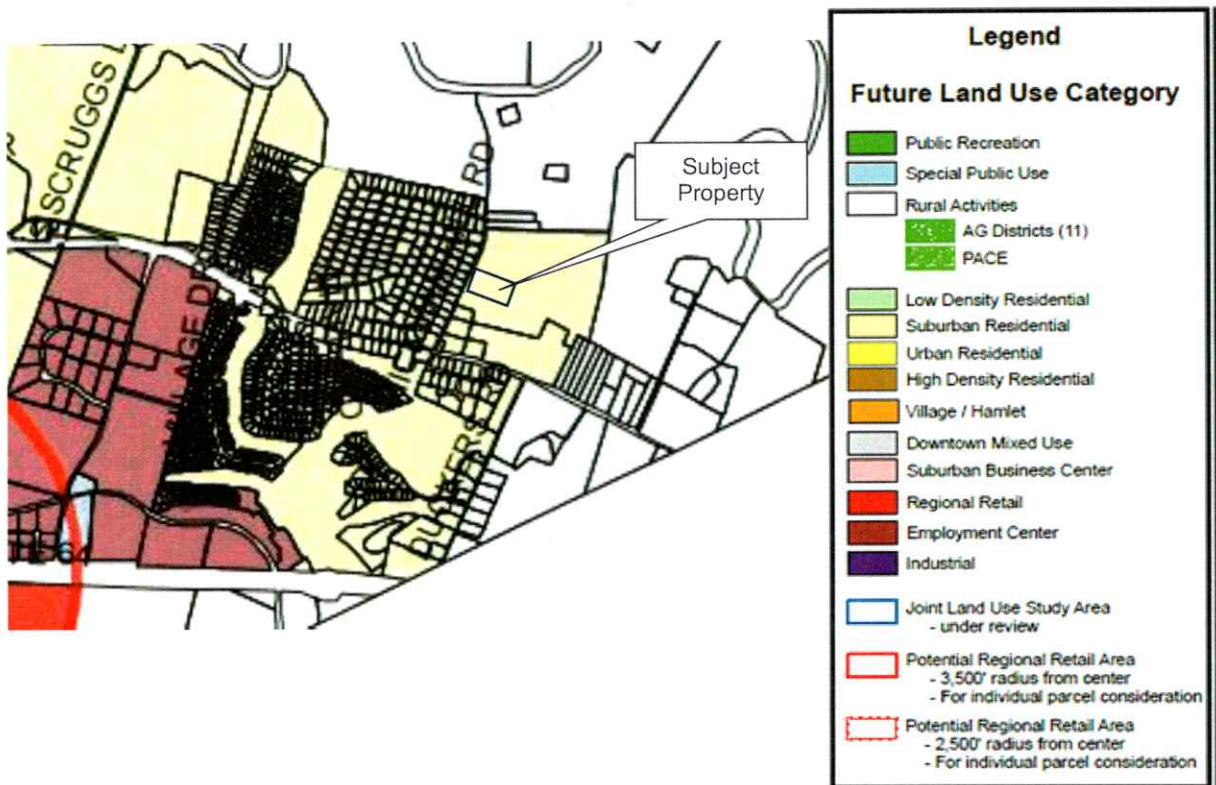 SCRUGGS
RD
Subject
Property
AGE DR
BUNKERS
64
Legend
Future Land Use Category
Public Recreation
Special Public Use
Rural Activities
AG Districts (11)
PACE
Low Density Residential
Suburban Residential
Urban Residential
High Density Residential
Village / Hamlet
Downtown Mixed Use
Suburban Business Center
Regional Retail
Employment Center
Industrial
Joint Land Use Study Area
- under review
Potential Regional Retail Area
- 3,500' radius from center
- For individual parcel consideration
Potential Regional Retail Area
- 2,500' radius from center
- For individual parcel consideration